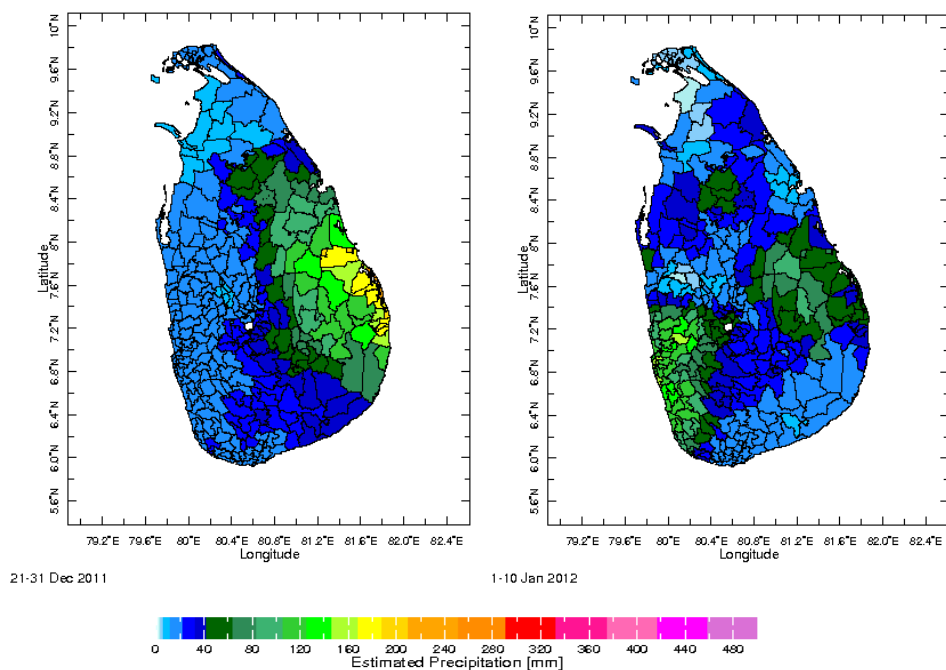 10°N
9.6°N
9.2°N
8.8°N
8.4°N
8°N
7.6°N
7.2°N
6.8°N
6.4°N
6.0°N
5.6°N
Latitude
79.2°E 79.6°E 80°E 80.4°E 80.8°E 81.2°E 81.6°E 82.0°E 82.4°E
Longitude
10°N
9.6°N
9.2°N
8.8°N
8.4°N
8°N
7.6°N
7.2°N
6.8°N
6.4°N
6.0°N
5.6°N
Latitude
79.2°E 79.6°E 80°E 80.4°E 80.8°E 81.2°E 81.6°E 82.0°E 82.4°E
Longitude
21-31 Dec 2011
1-10 Jan 2012
0 40 80 120 160 200 240 280 320 360 400 440 480
Estimated Precipitation [mm]